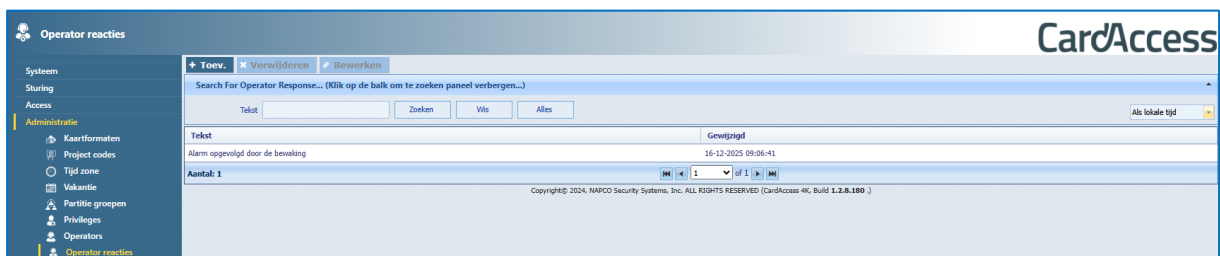 Operator reacties
CardAccess
Systeem
Sturing
Access
Administratie
Kaartformaten
Project codes
Tijd zone
Vakantie
Partitie groepen
Privileges
Operators
Operator reacties
+ Toev. × Verwijderen Bewerken
Search For Operator Response... (Klik op de balk om te zoeken paneel verbergen...)
Tekst Zoeken Wis Alles Als lokale tijd
Tekst Gewijzigd
Alarm opgevolgd door de bewaking 16-12-2025 09:06:41
Aantal: 1 1 of 1
Copyright© 2024, NAPCO Security Systems, Inc. ALL RIGHTS RESERVED (CardAccess 4K, Build 1.2.8.180 .)